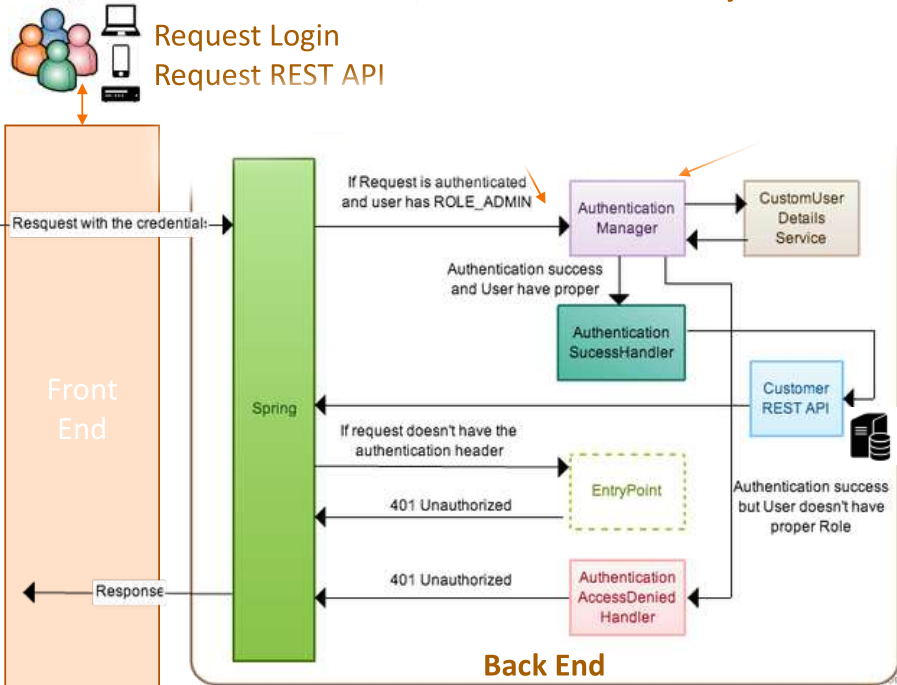 Request Login
Request REST API
If Request is authenticated
and user has ROLE_ADMIN
Authentication
Manager
CustomUser
Details
Service
Resquest with the credentials
Authentication success
and User have proper
Authentication
SucessHandler
Front
End
Spring
Customer
REST API
If request doesn't have the
authentication header
EntryPoint
401 Unauthorized
Authentication success
but User doesn't have
proper Role
401 Unauthorized
Authentication
AccessDenied
Handler
Response
Back End